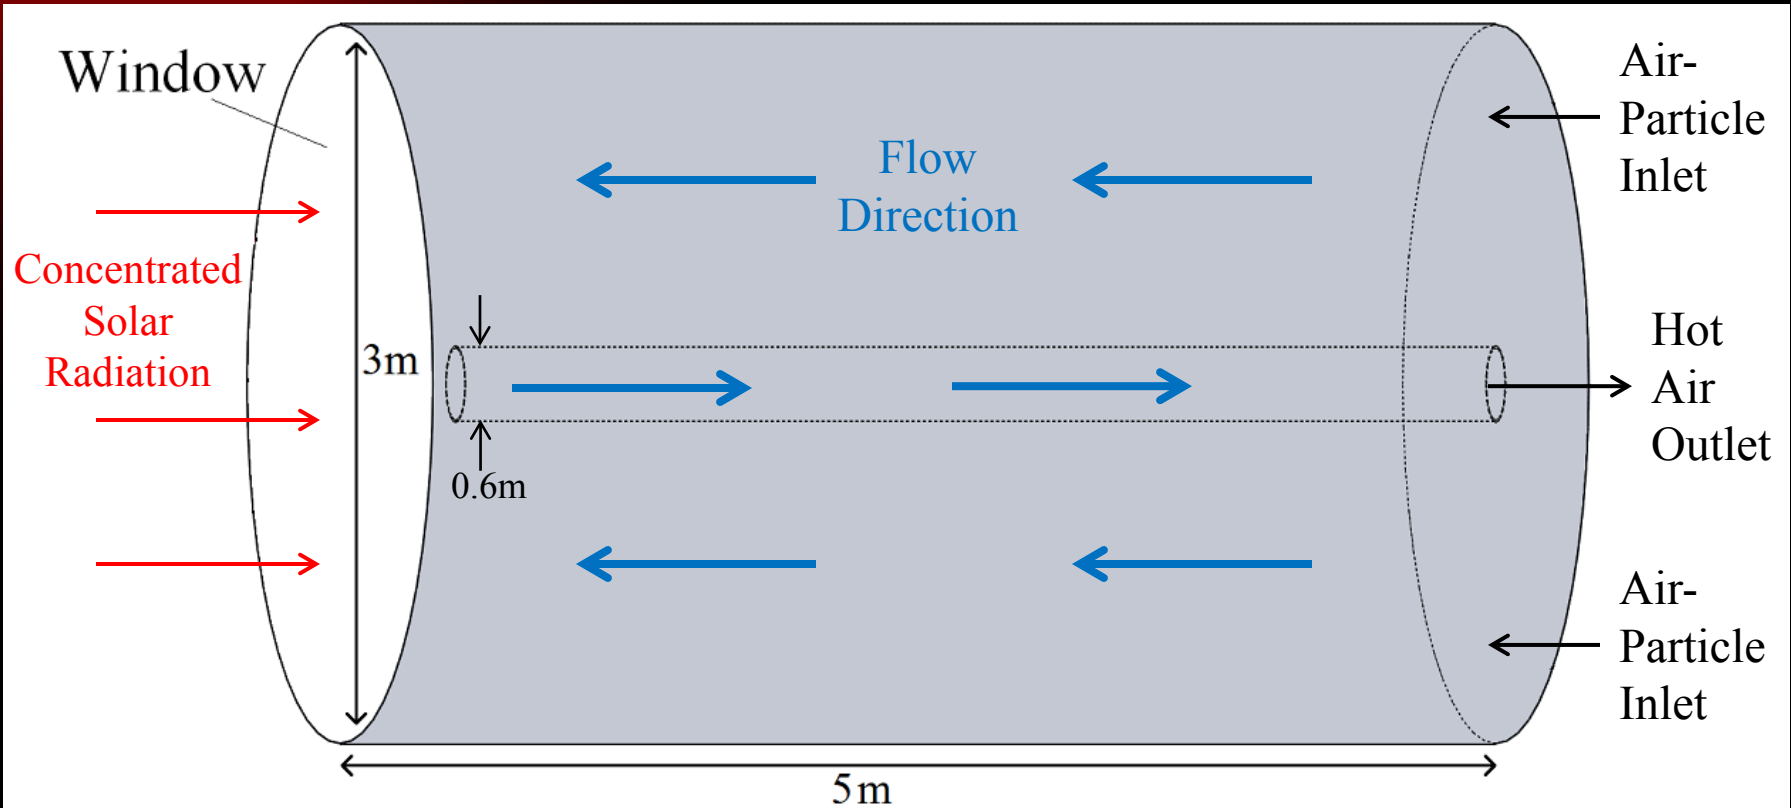 Window
Concentrated
Solar
Radiation
3m
0.6m
5m
Flow
Direction
Air-
Particle
Inlet
Hot
Air
Outlet
Air-
Particle
Inlet